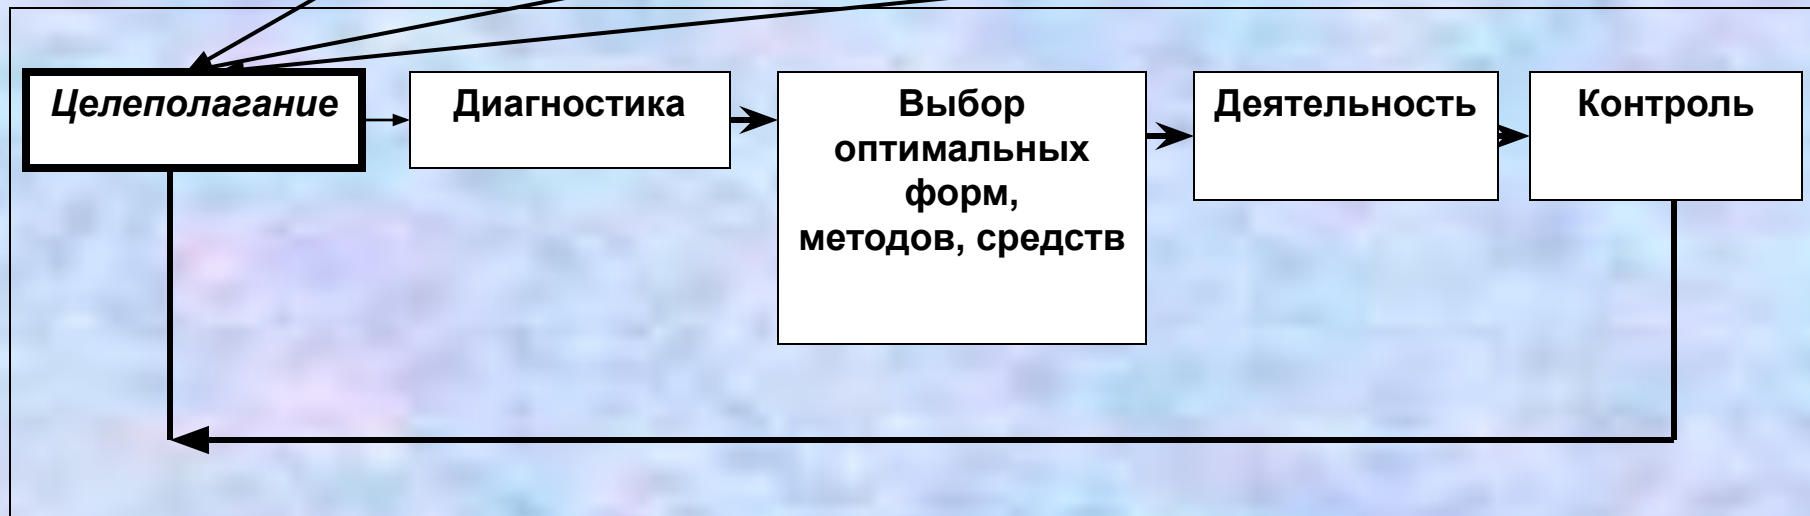 Целеполагание
Диагностика
Выбор
оптимальных
форм,
методов, средств
Деятельность
Контроль